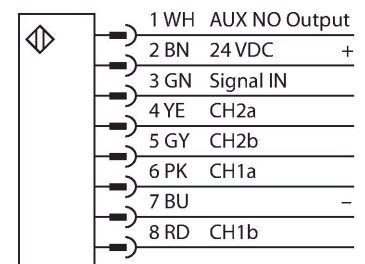 1 WH AUX NO Output
2 BN 24 VDC +
3 GN Signal IN
4 YE CH2a
5 GY CH2b
6 PK CH1a
7 BU –
8 RD CH1b